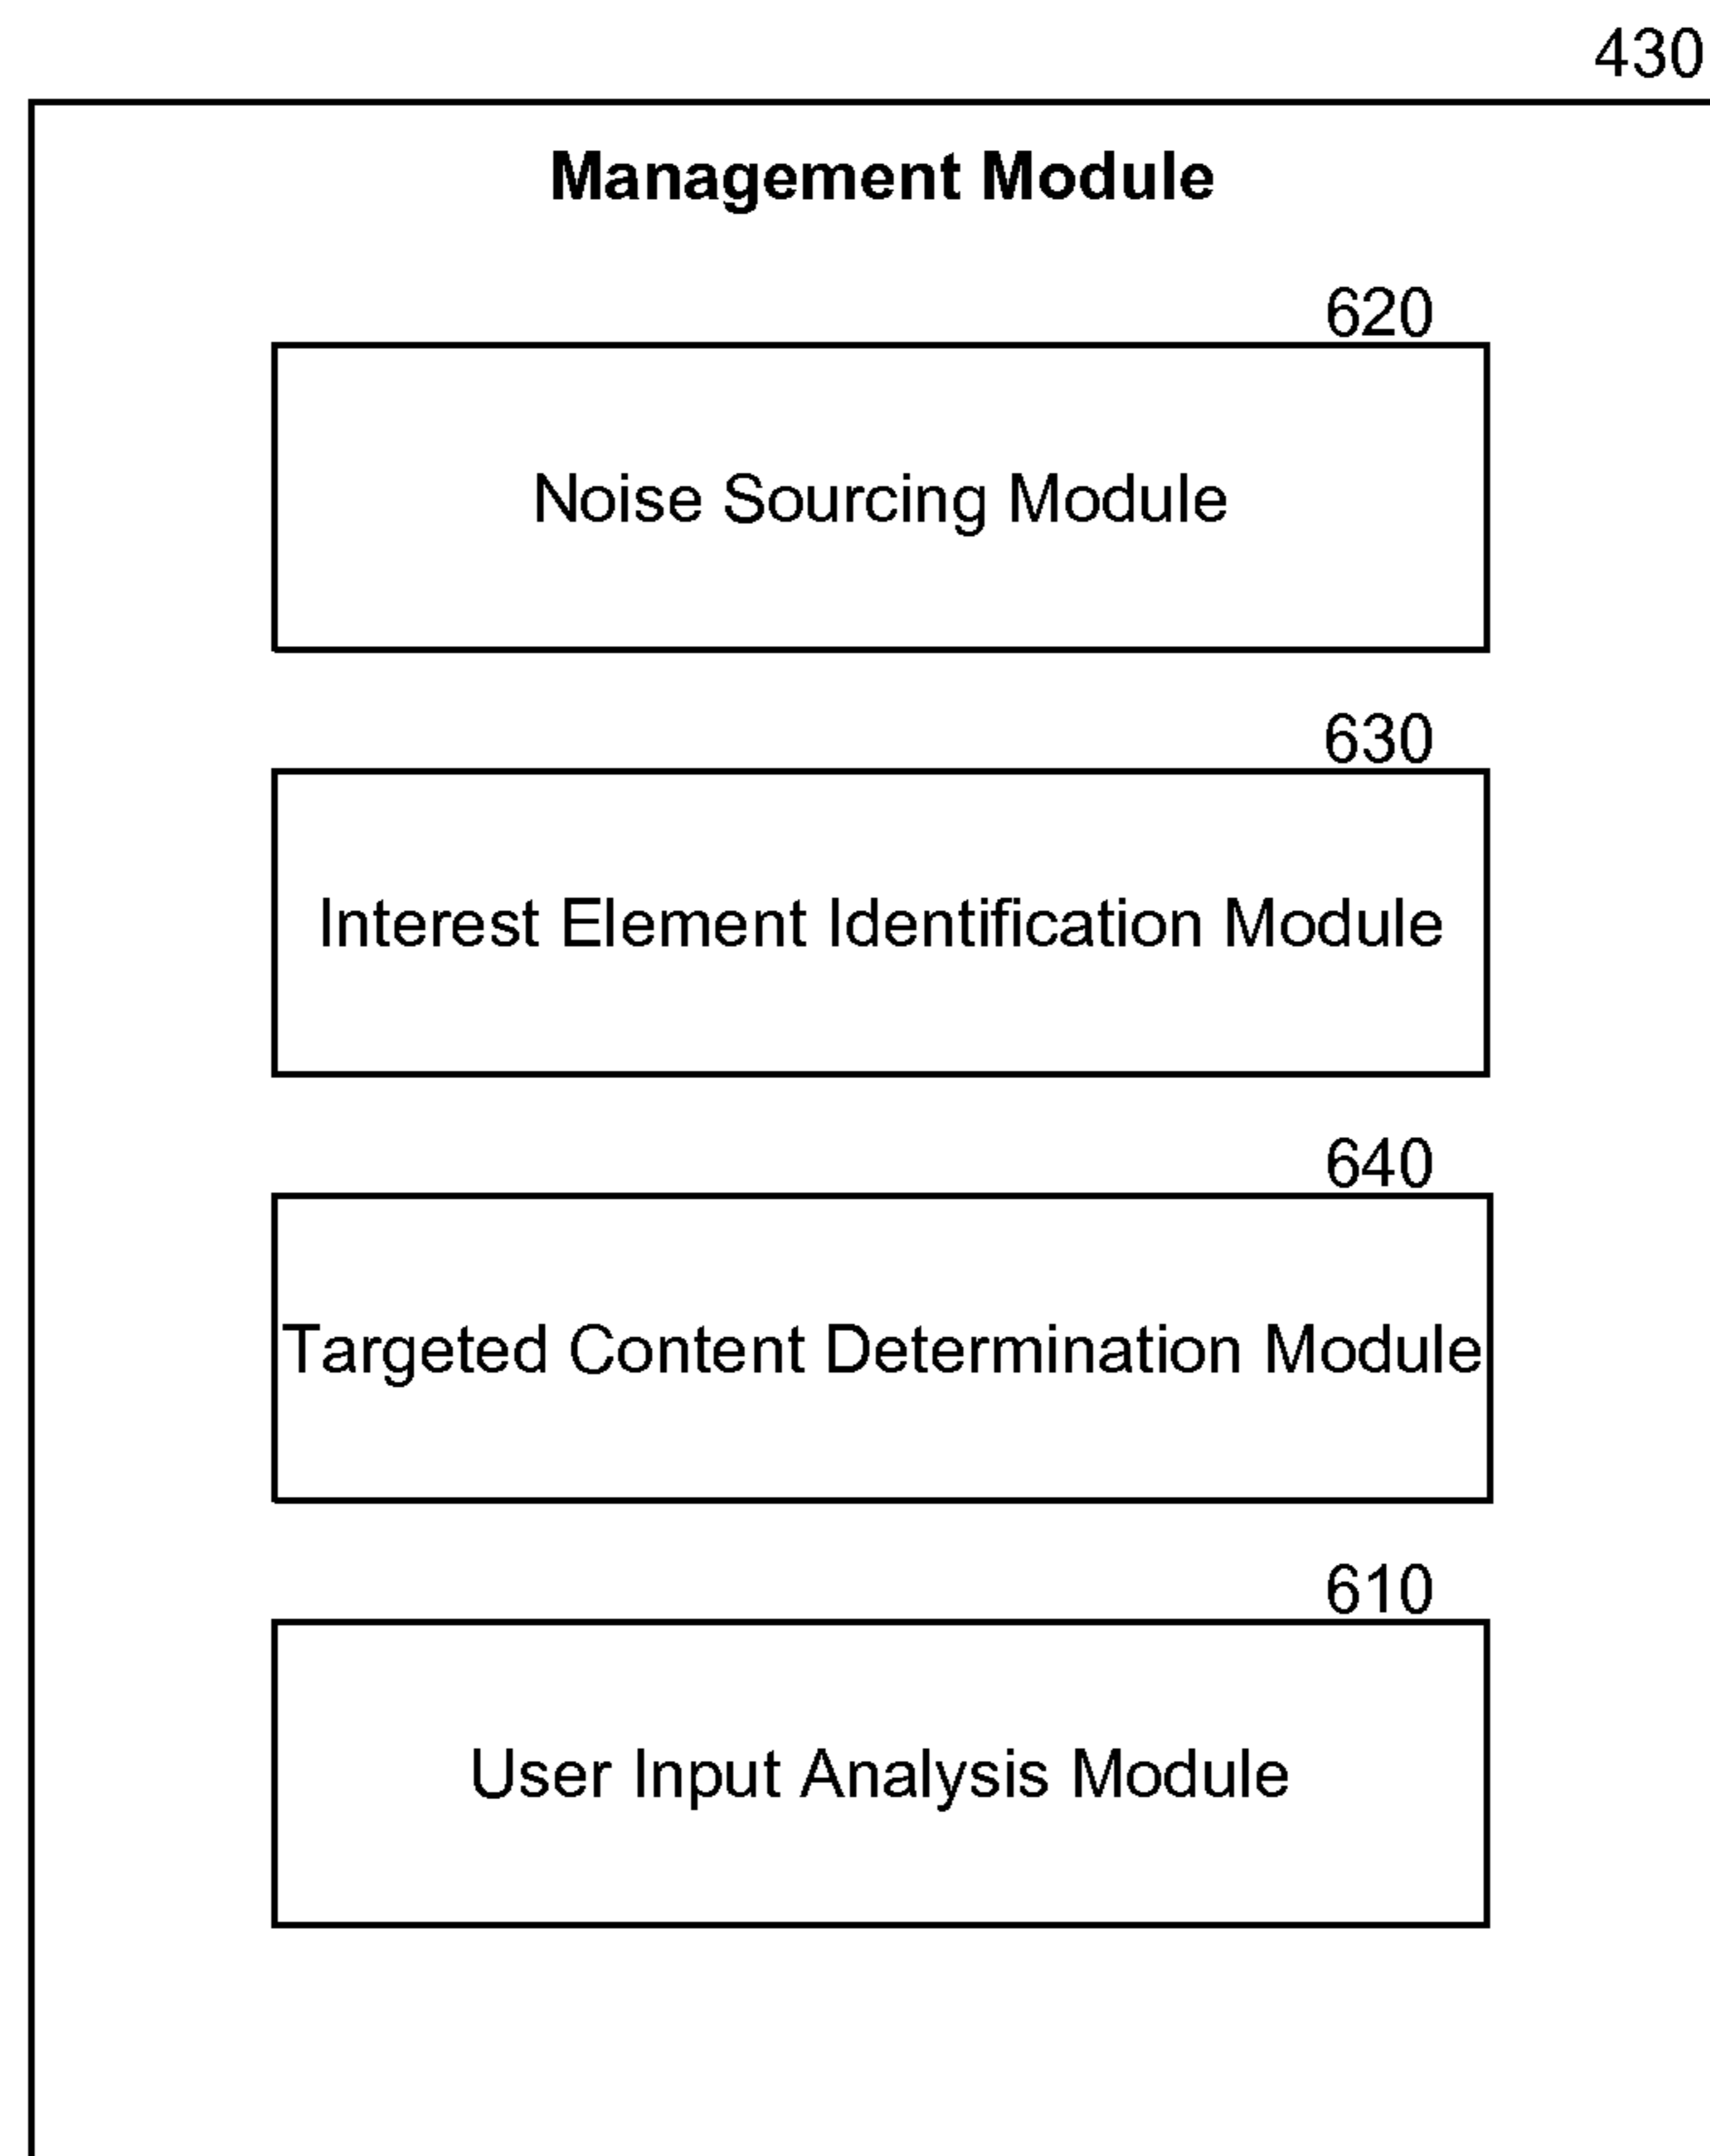 430
Management Module
620
Noise Sourcing Module
630
Interest Element Identification Module
640
Targeted Content Determination Module
610
User Input Analysis Module